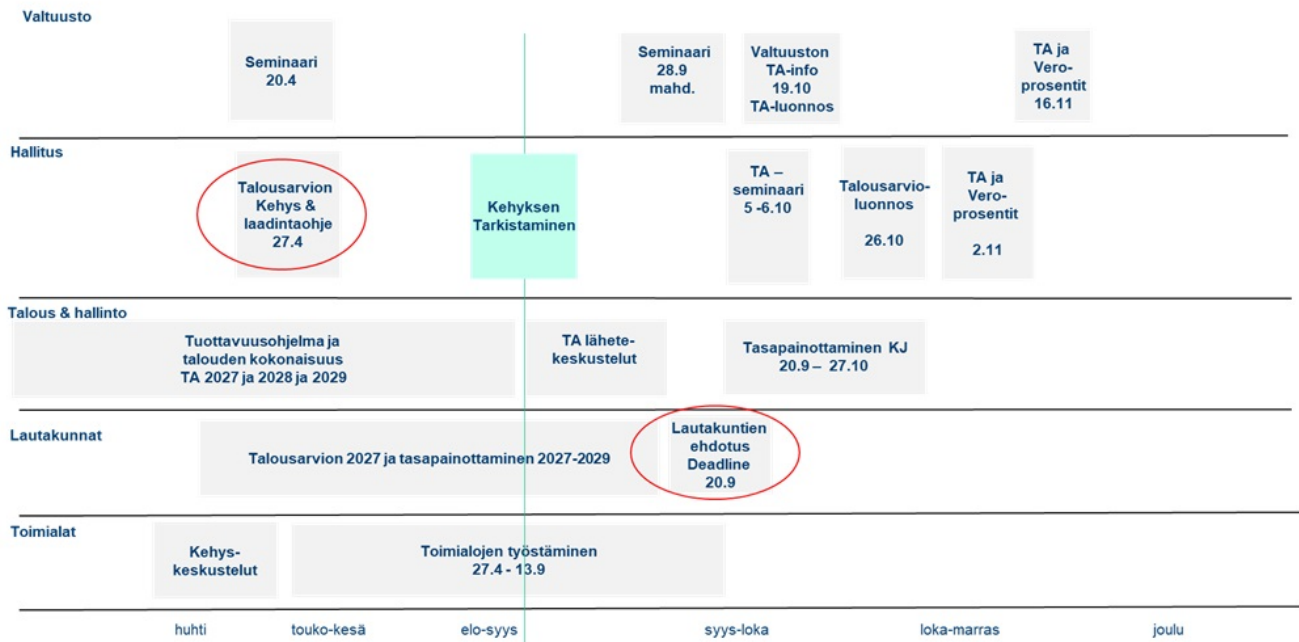 Valtuusto
Seminaari
20.4
Seminaari
28.9
mahd.
Valtuuston
TA-info
19.10
TA-luonnos
TA ja
Vero-
prosentit
16.11
Hallitus
Talousarvion
Kehys &
laadintaohje
27.4
Kehyksen
Tarkistaminen
TA –
seminaari
5 -6.10
Talousarvio-
luonnos
26.10
TA ja
Vero-
prosentit
2.11
Talous & hallinto
Tuottavuusohjelma ja
talouden kokonaisuus
TA 2027 ja 2028 ja 2029
TA lähete-
keskustelut
Tasapainottaminen KJ
20.9 – 27.10
Lautakunnat
Talousarvion 2027 ja tasapainottaminen 2027-2029
Lautakuntien
ehdotus
Deadline
20.9
Toimialat
Kehys-
keskustelut
Toimialojen työstäminen
27.4 - 13.9
huhti
touko-kesä
elo-syys
syys-loka
loka-marras
joulu